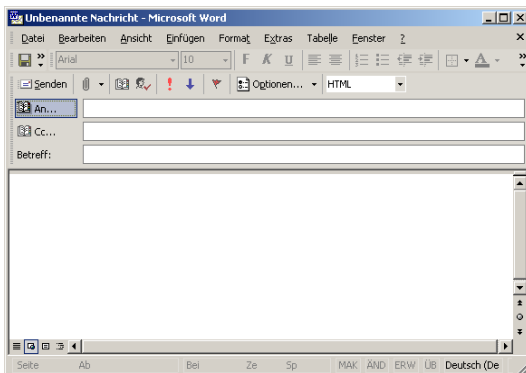 Unbenannte Nachricht - Microsoft Word
Datei Bearbeiten Ansicht Einfügen Format Extras Tabelle Fenster ?
Arial 10 F K U A
Senden Optionen... HTML
An...
Cc...
Betreff:
Seite Ab Bei Ze Sp MAK ÄND ERW ÜB Deutsch (De